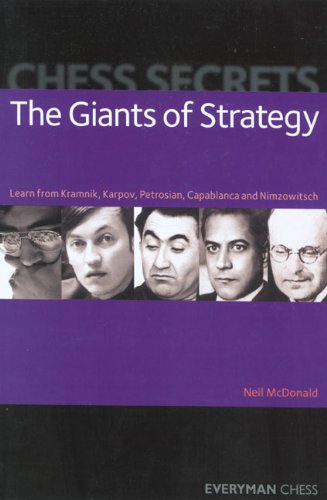 CHESS SECRETS
The Giants of Strategy
Learn from Kramnik, Karpov, Petrosian, Capablanca and Nimzowitsch
Neil McDonald
EVERYMAN CHESS